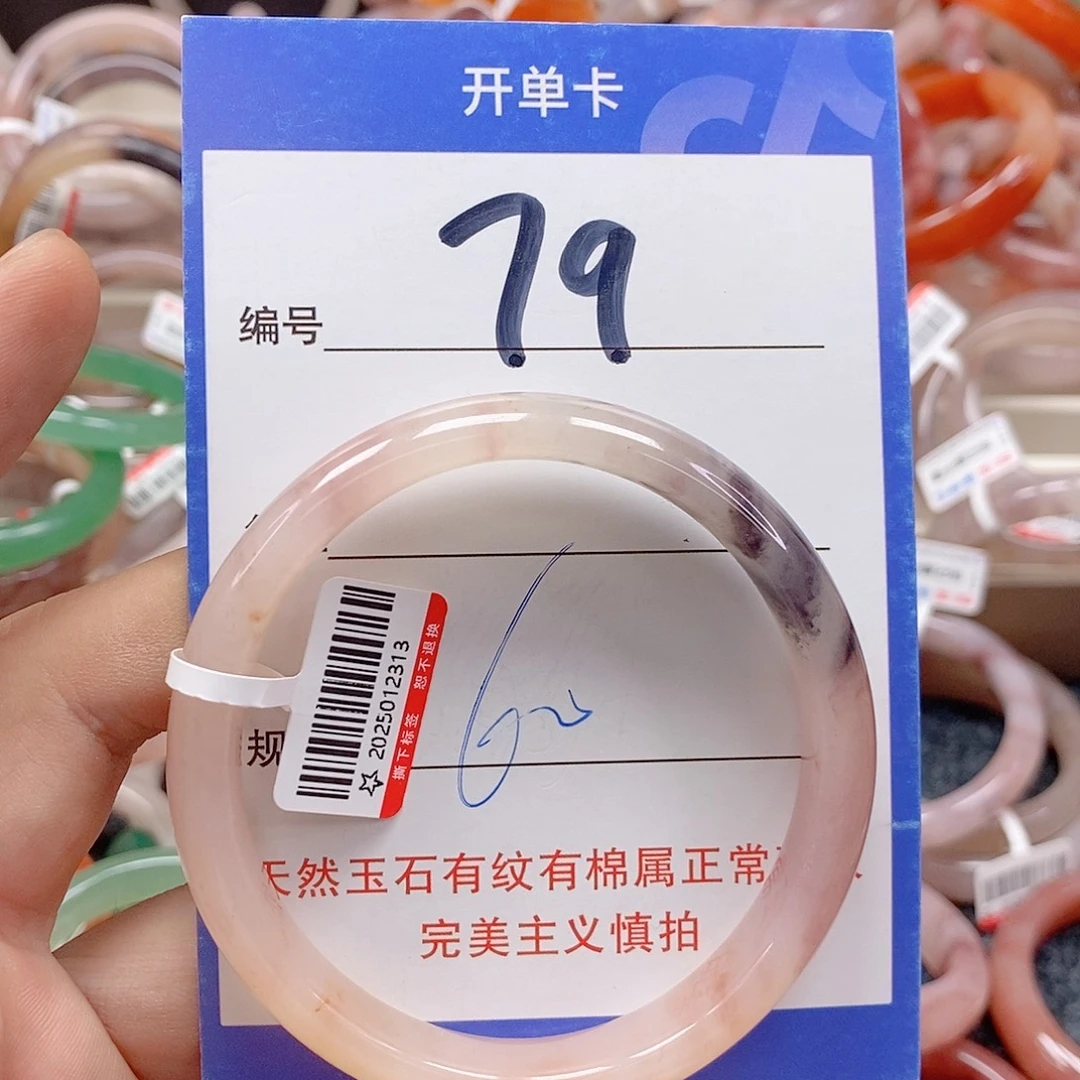 开单卡
编号 79
规
62
2025012313
撕下标签 恕不退换
天然玉石有纹有棉属正常
完美主义慎拍